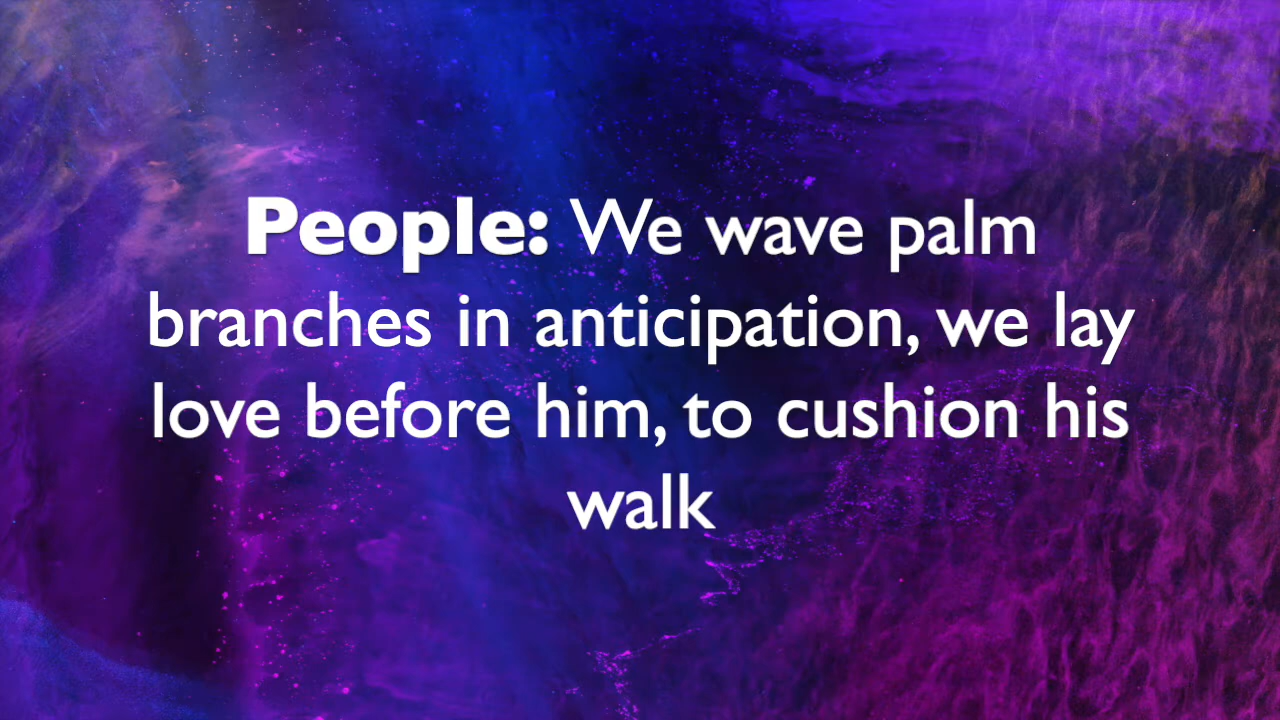 People: We wave palm
branches in anticipation, we lay
love before him, to cushion his
walk